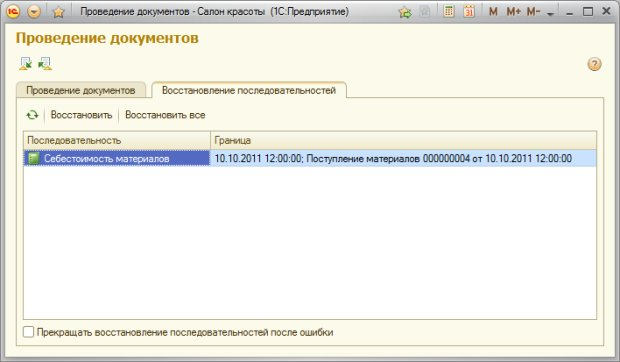 Проведение документов - Салон красоты (1С:Предприятие)
M M+ M-
Проведение документов
Проведение документов Восстановление последовательностей
Восстановить Восстановить все
Последовательность Граница
Себестоимость материалов 10.10.2011 12:00:00; Поступление материалов 000000004 от 10.10.2011 12:00:00
Прекращать восстановление последовательностей после ошибки